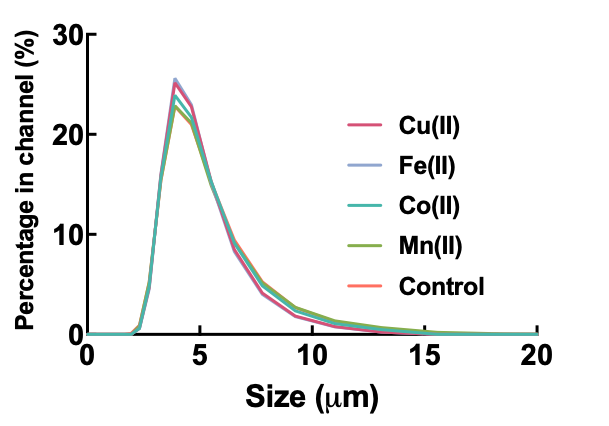 Percentage in channel (%)
30
20
10
0
0 5 10 15 20
Size (μm)
Cu(II)
Fe(II)
Co(II)
Mn(II)
Control